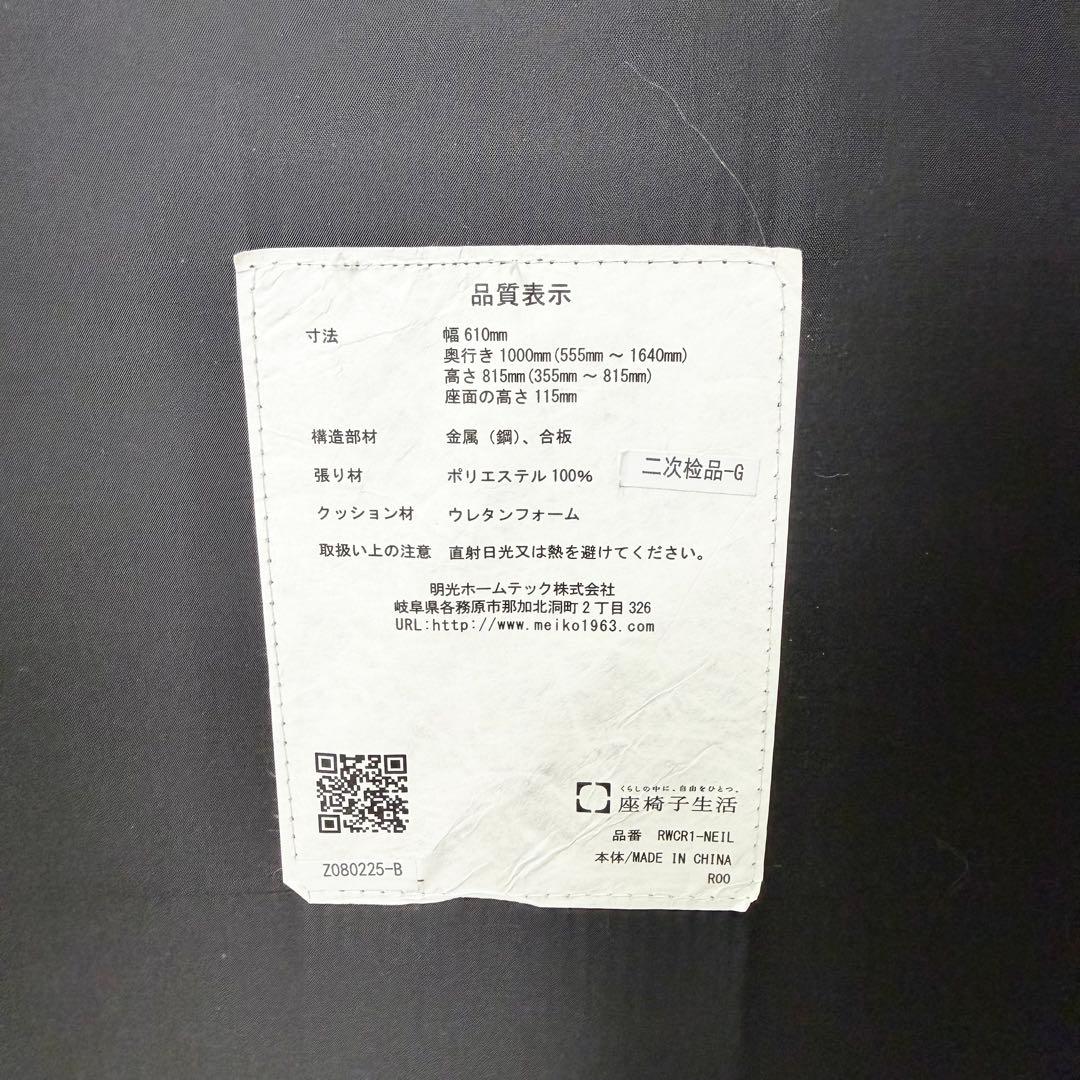 品質表示
寸法 幅 610mm
奥行き 1000mm(555mm ～ 1640mm)
高さ 815mm(355mm ～ 815mm)
座面の高さ 115mm
構造部材 金属（鋼）、合板
張り材 ポリエステル 100%
二次检品-G
クッション材 ウレタンフォーム
取扱い上の注意 直射日光又は熱を避けてください。
明光ホームテック株式会社
岐阜県各務原市那加北洞町2丁目326
URL:http://www.meiko1963.com
くらしの中に、自由をひとつ。
座椅子生活
品番 RWCR1-NEIL
本体/MADE IN CHINA
R00
Z080225-B